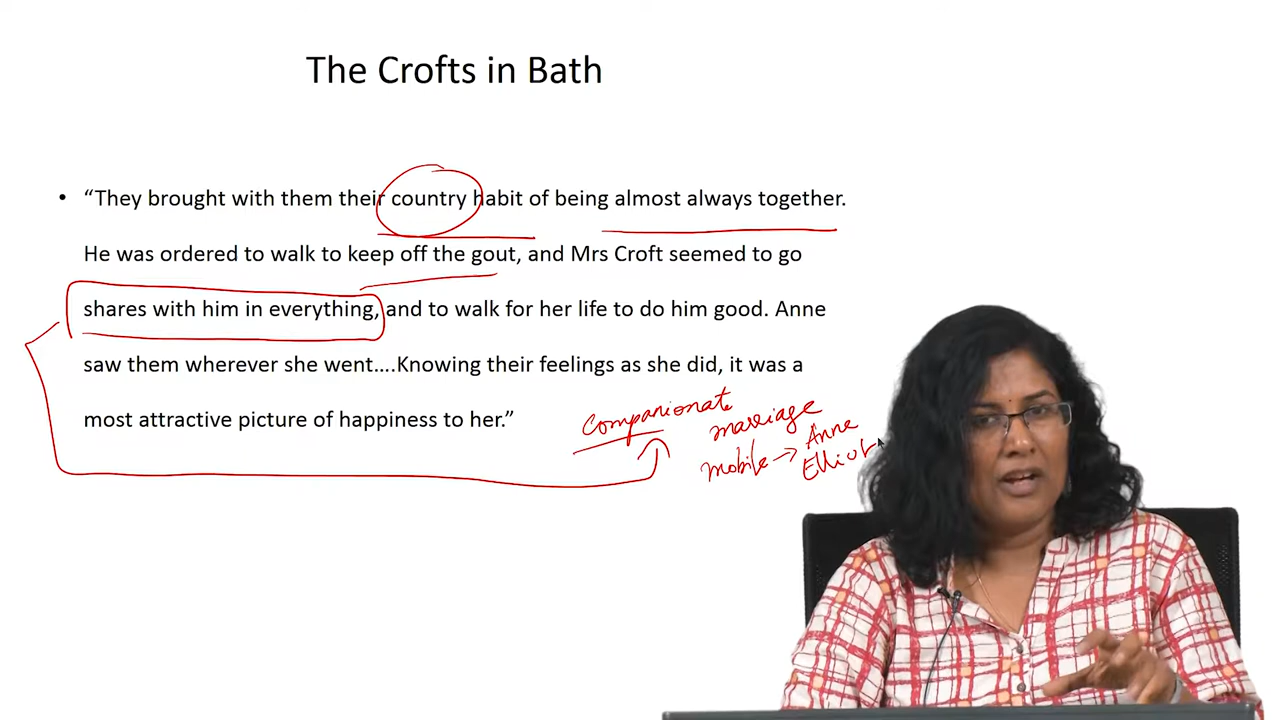 The Crofts in Bath
• “They brought with them their country habit of being almost always together.
He was ordered to walk to keep off the gout, and Mrs Croft seemed to go
shares with him in everything, and to walk for her life to do him good. Anne
saw them wherever she went....Knowing their feelings as she did, it was a
most attractive picture of happiness to her.”
Companionate
marriage
mobile → Anne
Elliot